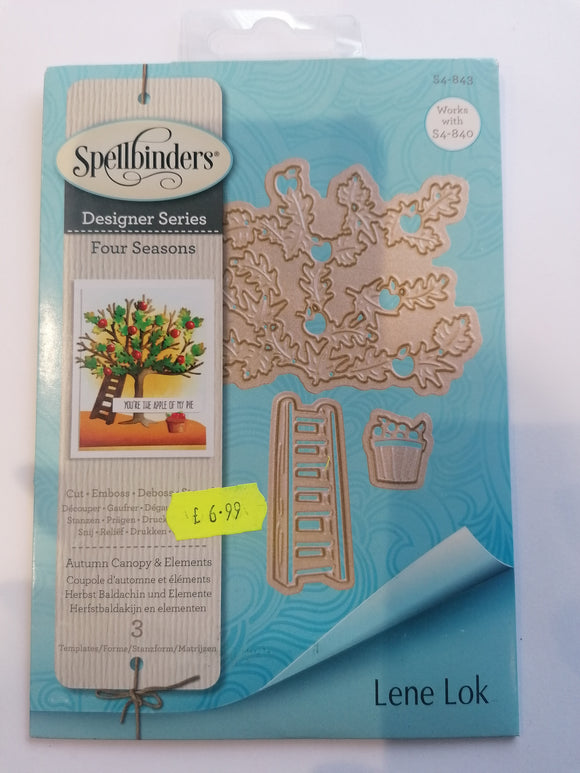 S4-843
Works
with
S4-840
Spellbinders®
Designer Series
Four Seasons
YOU'RE THE APPLE OF MY PIE
Cut • Emboss • Deboss •
Découper • Gaufrer •
Stanzen • Prägen •
Snij • Reliëf • Drukken
£ 6.99
Autumn Canopy & Elements
Coupole d'automne et éléments
Herbst Baldachin und Elemente
Herfstbaldakijn en elementen
3
Templates/Forme/Stanzform/Matrijzen
Lene Lok